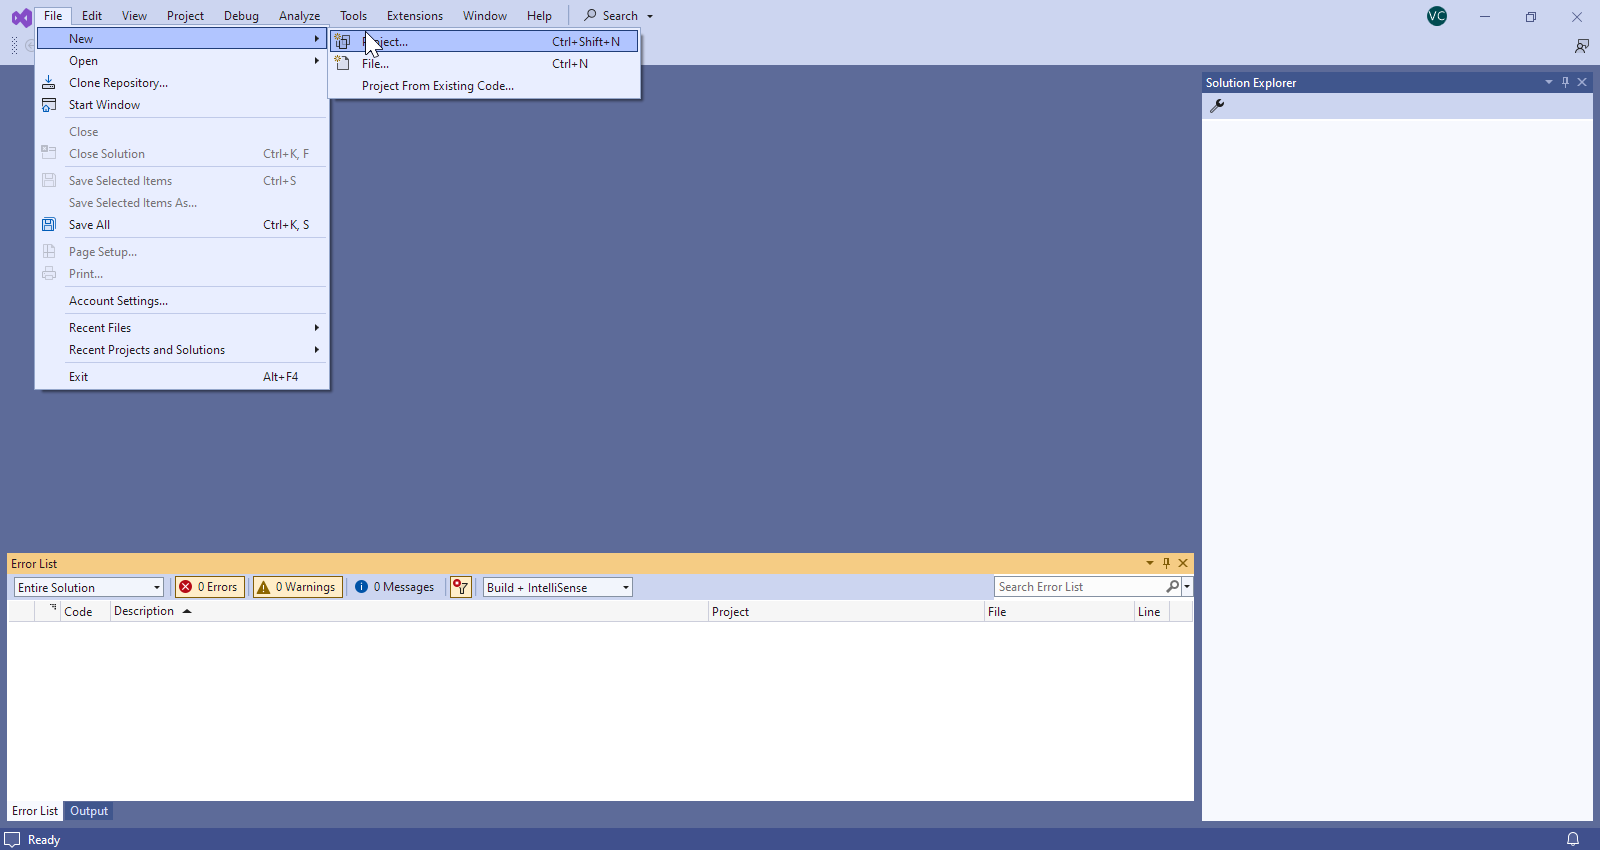 File Edit View Project Debug Analyze Tools Extensions Window Help Search VC
New
Project... Ctrl+Shift+N
Open
File... Ctrl+N
Clone Repository...
Project From Existing Code...
Start Window
Solution Explorer
Close
Close Solution Ctrl+K, F
Save Selected Items Ctrl+S
Save Selected Items As...
Save All Ctrl+K, S
Page Setup...
Print...
Account Settings...
Recent Files
Recent Projects and Solutions
Exit Alt+F4
Error List
Entire Solution 0 Errors 0 Warnings 0 Messages Build + IntelliSense Search Error List
Code Description Project File Line
Error List Output
Ready